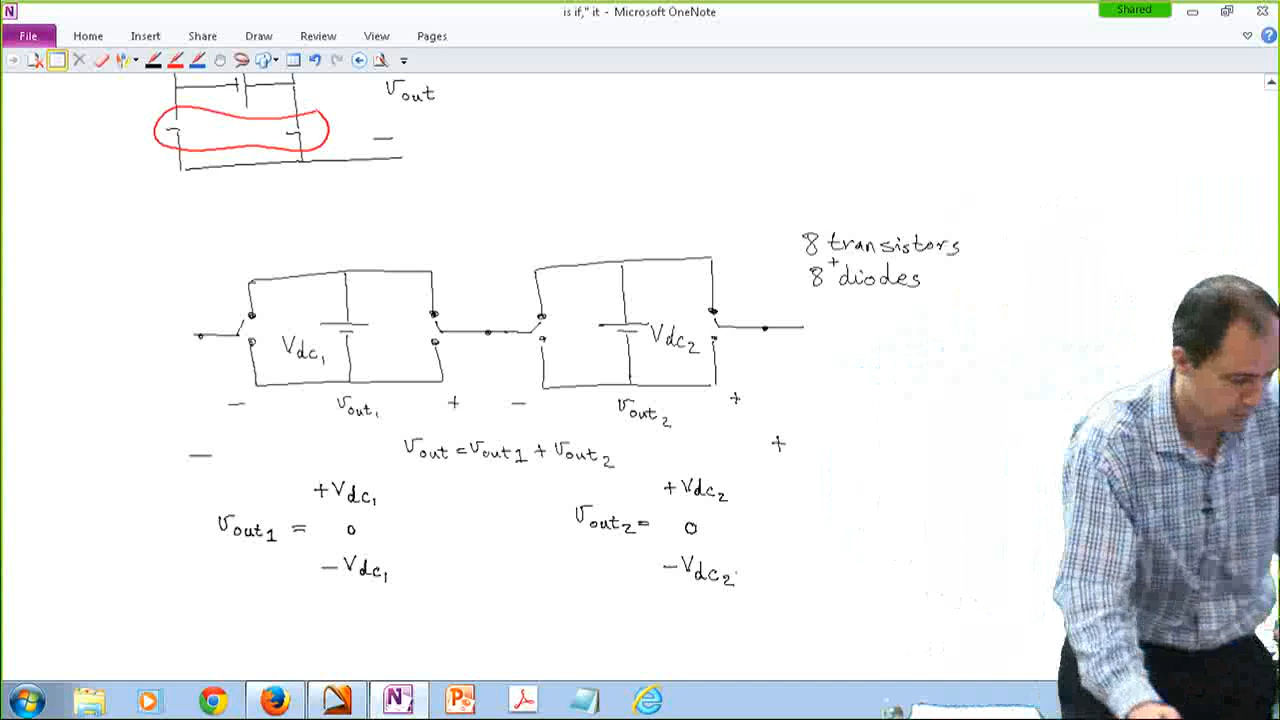 is if," it - Microsoft OneNote
Shared
File Home Insert Share Draw Review View Pages
Vout
−
8 transistors
+
8 diodes
Vdc1
Vdc2
− Vout1 + − Vout2 +
− Vout = Vout1 + Vout2 +
+Vdc1 +Vdc2
Vout1 = 0 Vout2 = 0
−Vdc1 −Vdc2